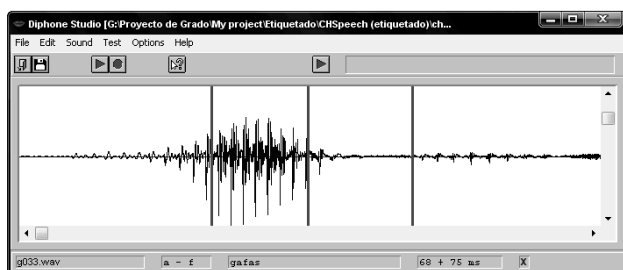 Diphone Studio [G:\Proyecto de Grado\My project\Etiquetado\CHSpeech (etiquetado)\ch...
File Edit Sound Test Options Help
g033.wav a - f gafas 68 + 75 ms X